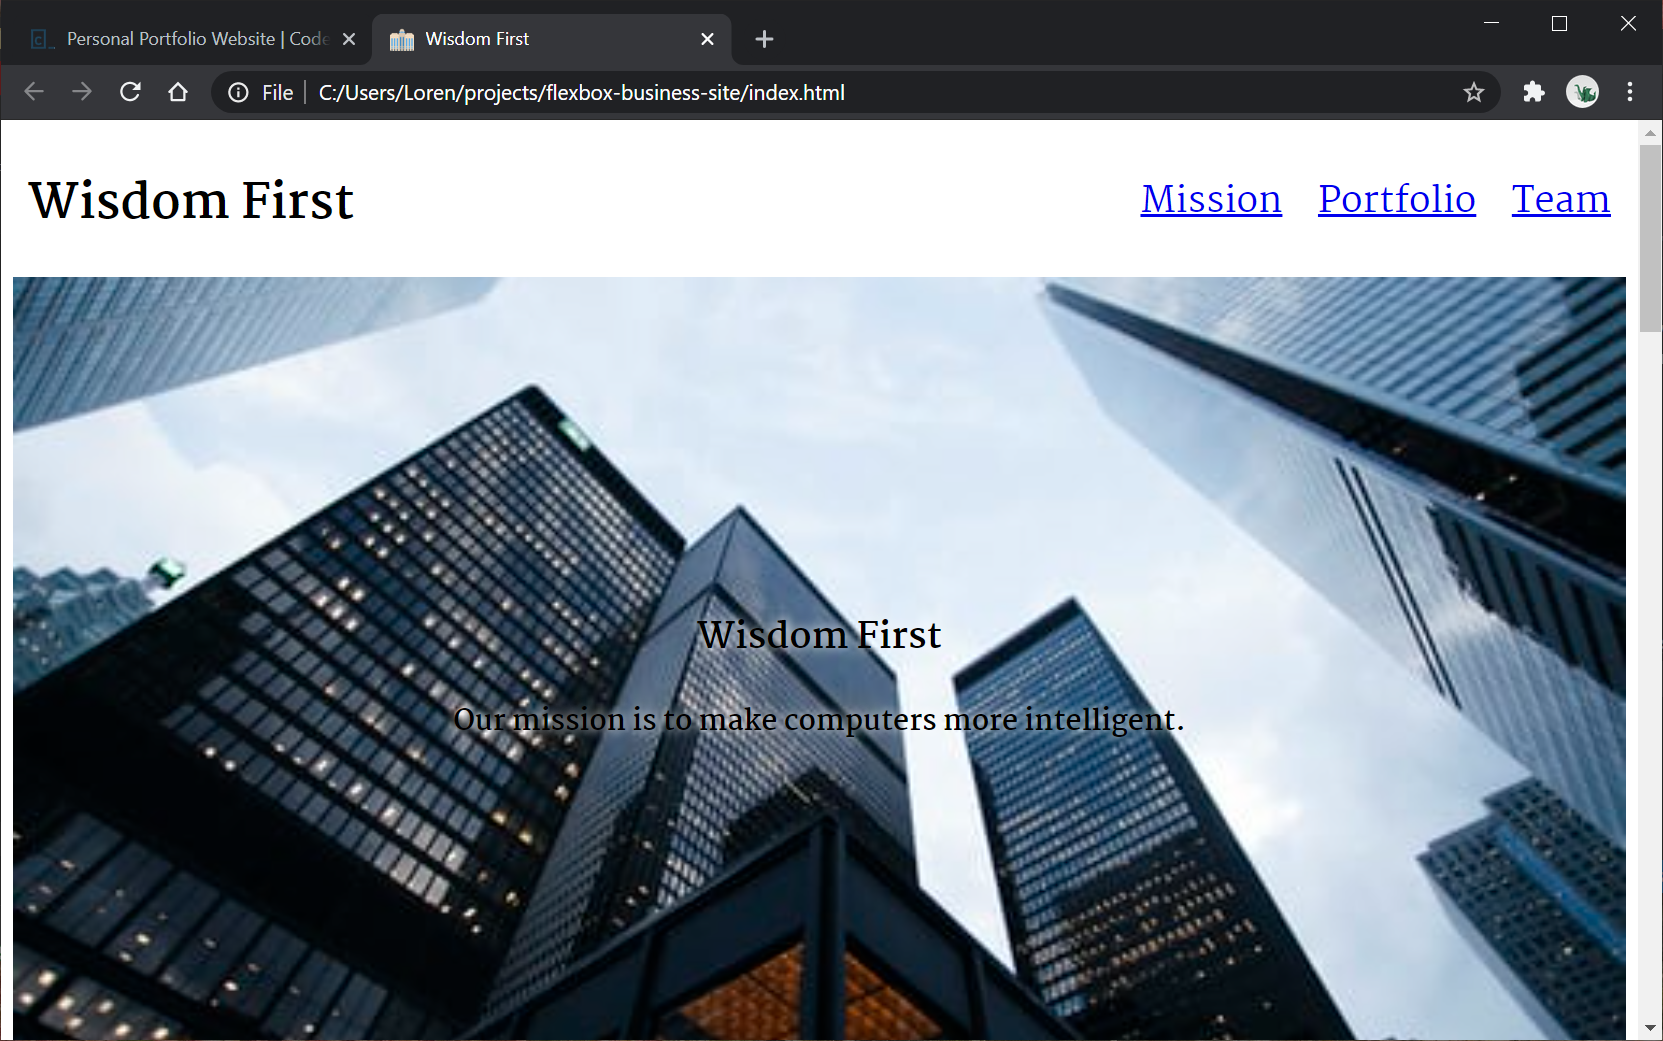 Personal Portfolio Website | Code
Wisdom First
File
C:/Users/Loren/projects/flexbox-business-site/index.html
Wisdom First
Mission Portfolio Team
Wisdom First
Our mission is to make computers more intelligent.